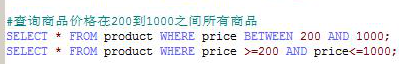 #查询商品价格在200到1000之间所有商品
SELECT * FROM product WHERE price BETWEEN 200 AND 1000;
SELECT * FROM product WHERE price >=200 AND price<=1000;